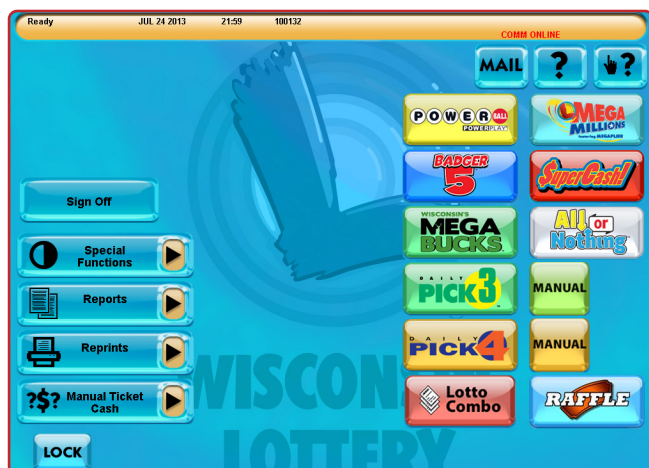 Ready JUL 24 2013 21:59 100132
COMM ONLINE
MAIL ? ?
POWERBALL
POWERPLAY
MEGA
MILLIONS
featuring MEGAPLIER
BADGER
5
SuperCash!
Sign Off
WISCONSIN'S
MEGA
BUCKS
All or
Nothing
Special
Functions
Reports
DAILY
PICK 3
MANUAL
Reprints
DAILY
PICK 4
MANUAL
?$? Manual Ticket
Cash
Lotto
Combo
RAFFLE
WISCONSIN
LOTTERY
LOCK